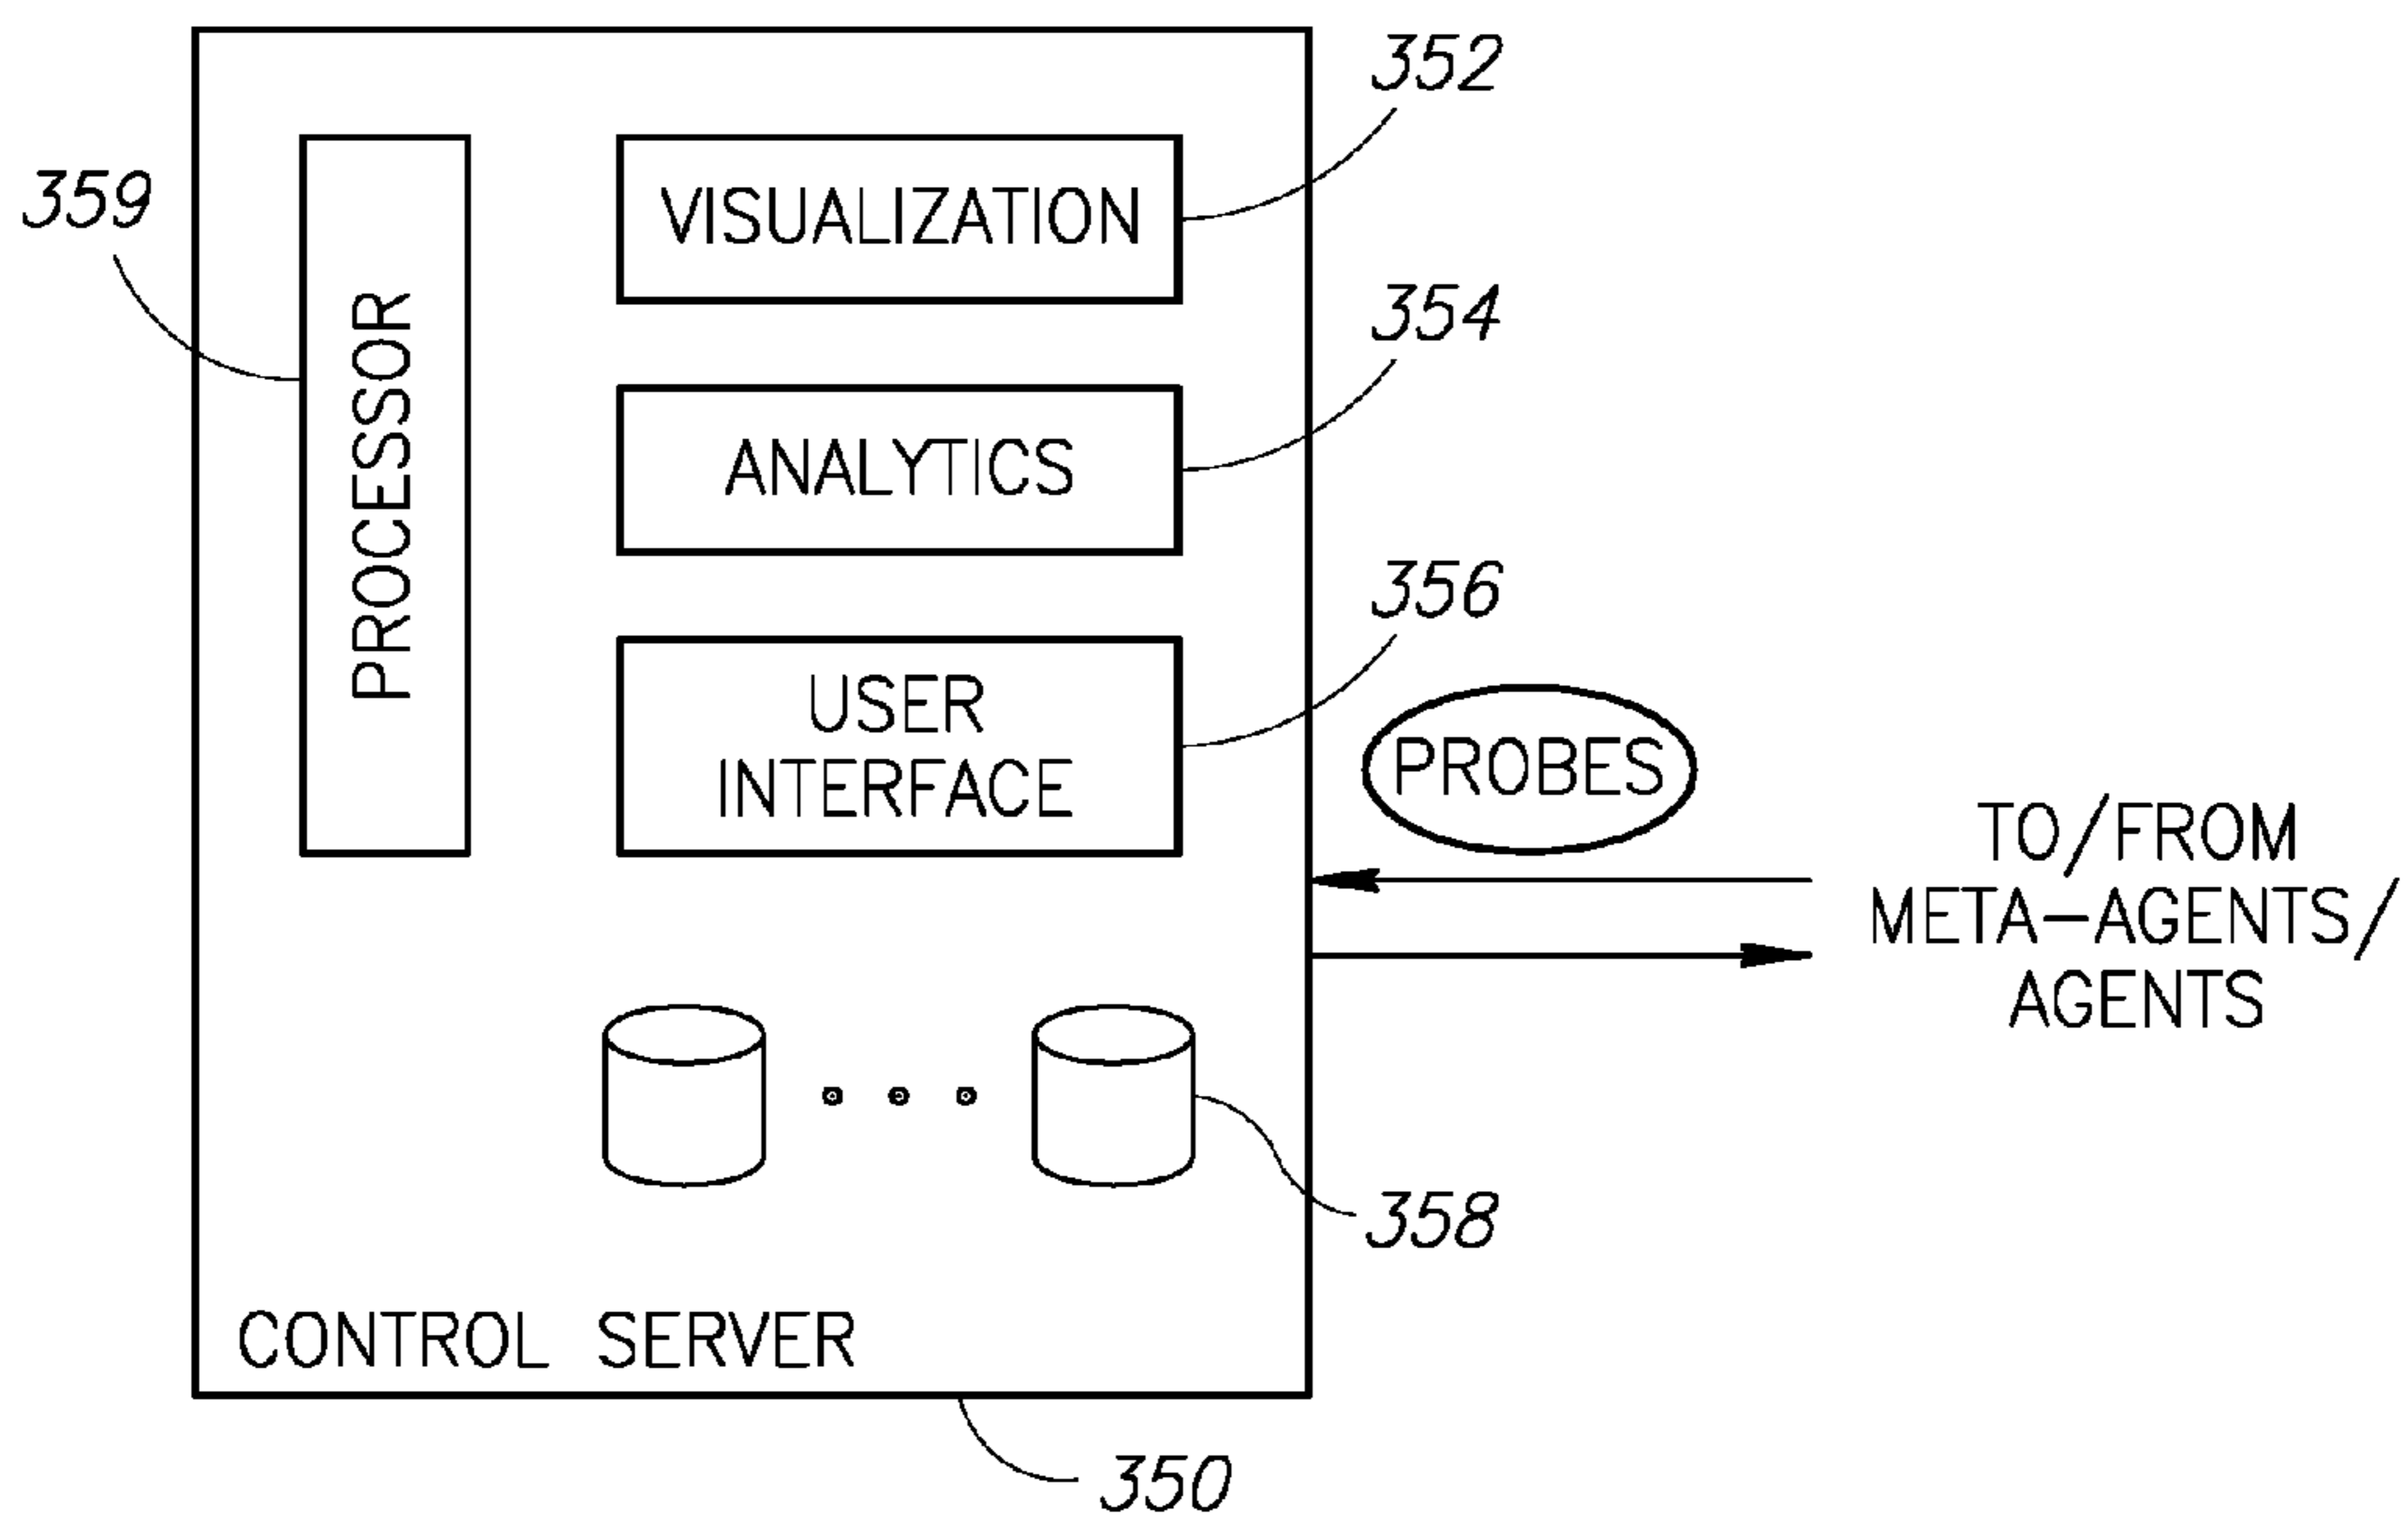 352
359
VISUALIZATION
PROCESSOR
354
ANALYTICS
356
USER
INTERFACE
PROBES
TO/FROM
META-AGENTS/
AGENTS
358
CONTROL SERVER
350